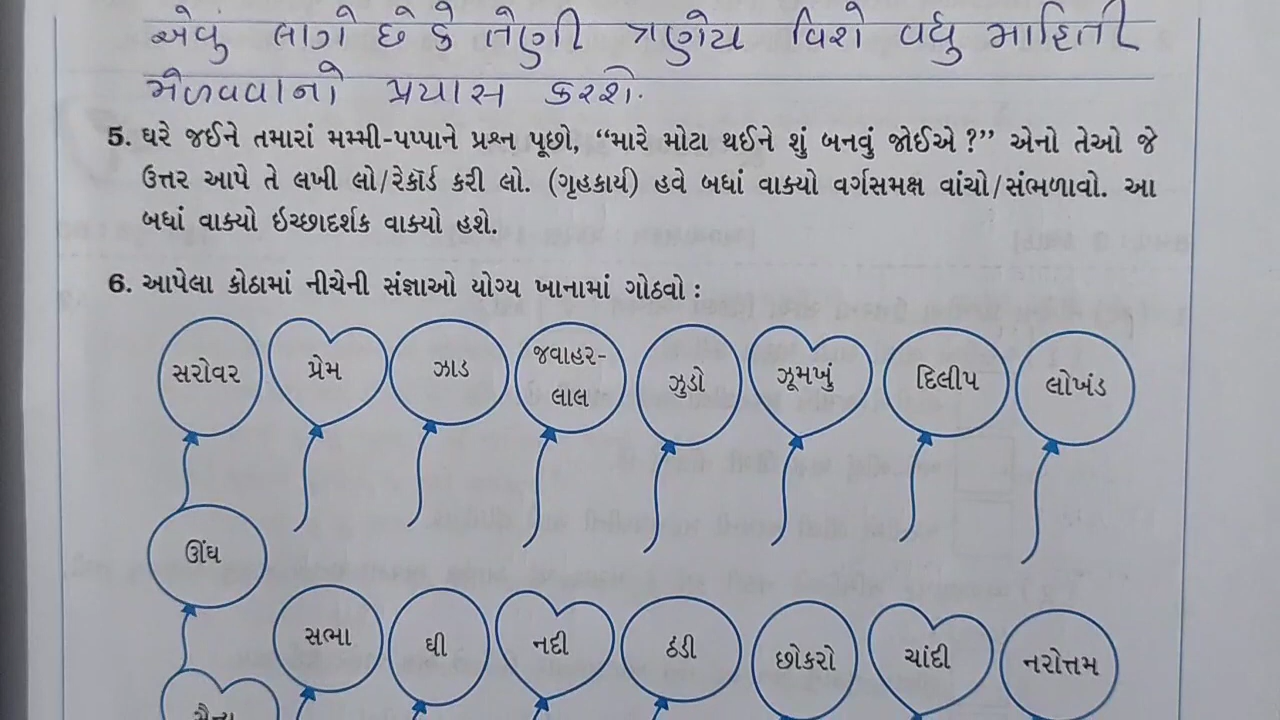 એવું લાગે છે કે તેણી ત્રણેય વિશે વધુ માહિતી
મેળવવાનો પ્રયાસ કરશે.
5. ઘરે જઈને તમારાં મમ્મી-પપ્પાને પ્રશ્ન પૂછો, “મારે મોટા થઈને શું બનવું જોઈએ ?” એનો તેઓ જે
ઉત્તર આપે તે લખી લો/રેકૉર્ડ કરી લો. (ગૃહકાર્ય) હવે બધાં વાક્યો વર્ગસમક્ષ વાંચો/સંભળાવો. આ
બધાં વાક્યો ઇચ્છાદર્શક વાક્યો હશે.
6. આપેલા કોઠામાં નીચેની સંજ્ઞાઓ યોગ્ય ખાનામાં ગોઠવો :
સરોવર
પ્રેમ
ઝાડ
જવાહર-
લાલ
ઝુડો
ઝૂમખું
દિલીપ
લોખંડ
ઊંઘ
સભા
ઘી
નદી
ઠંડી
છોકરો
ચાંદી
નરોત્તમ